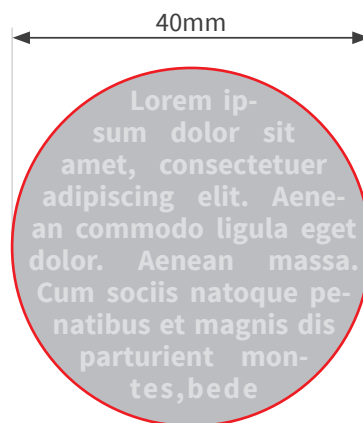 40mm
Lorem ip-
sum dolor sit
amet, consectetuer
adipiscing elit. Aene-
an commodo ligula eget
dolor. Aenean massa.
Cum sociis natoque pe-
natibus et magnis dis
parturient mon-
tes,bede